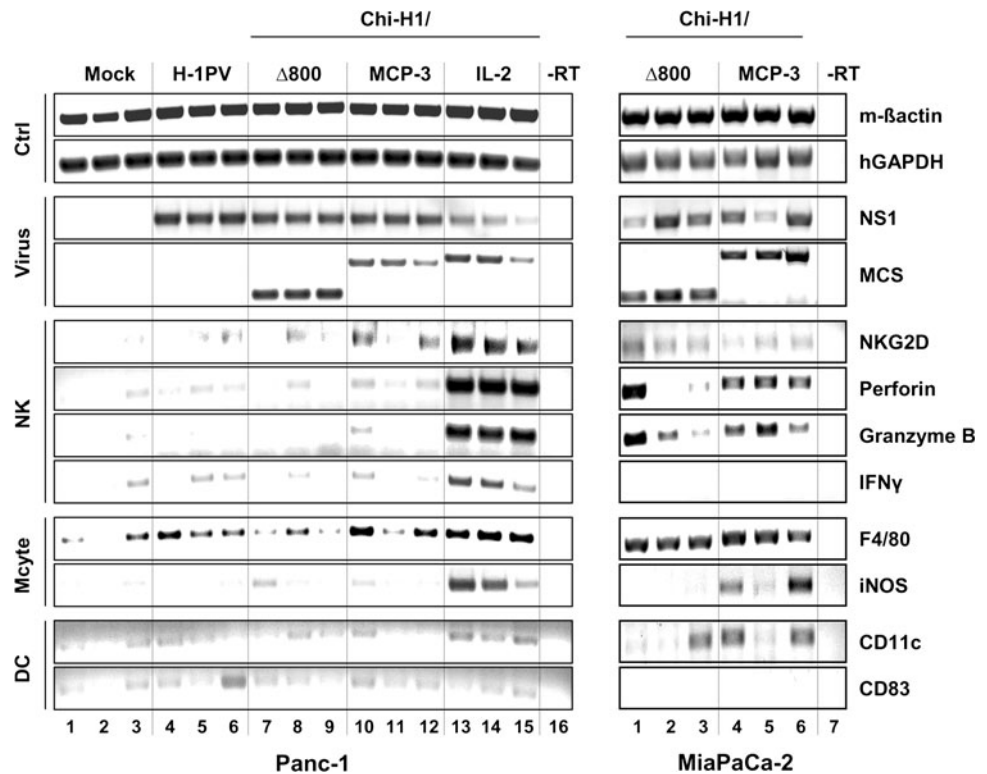 Chi-H1/ Chi-H1/
Mock H-1PV Δ800 MCP-3 IL-2 -RT Δ800 MCP-3 -RT
Ctrl
m-ßactin
hGAPDH
Virus
NS1
MCS
NK
NKG2D
Perforin
Granzyme B
IFNγ
Mcyte
F4/80
iNOS
DC
CD11c
CD83
1 2 3 4 5 6 7 8 9 10 11 12 13 14 15 16 1 2 3 4 5 6 7
Panc-1 MiaPaCa-2